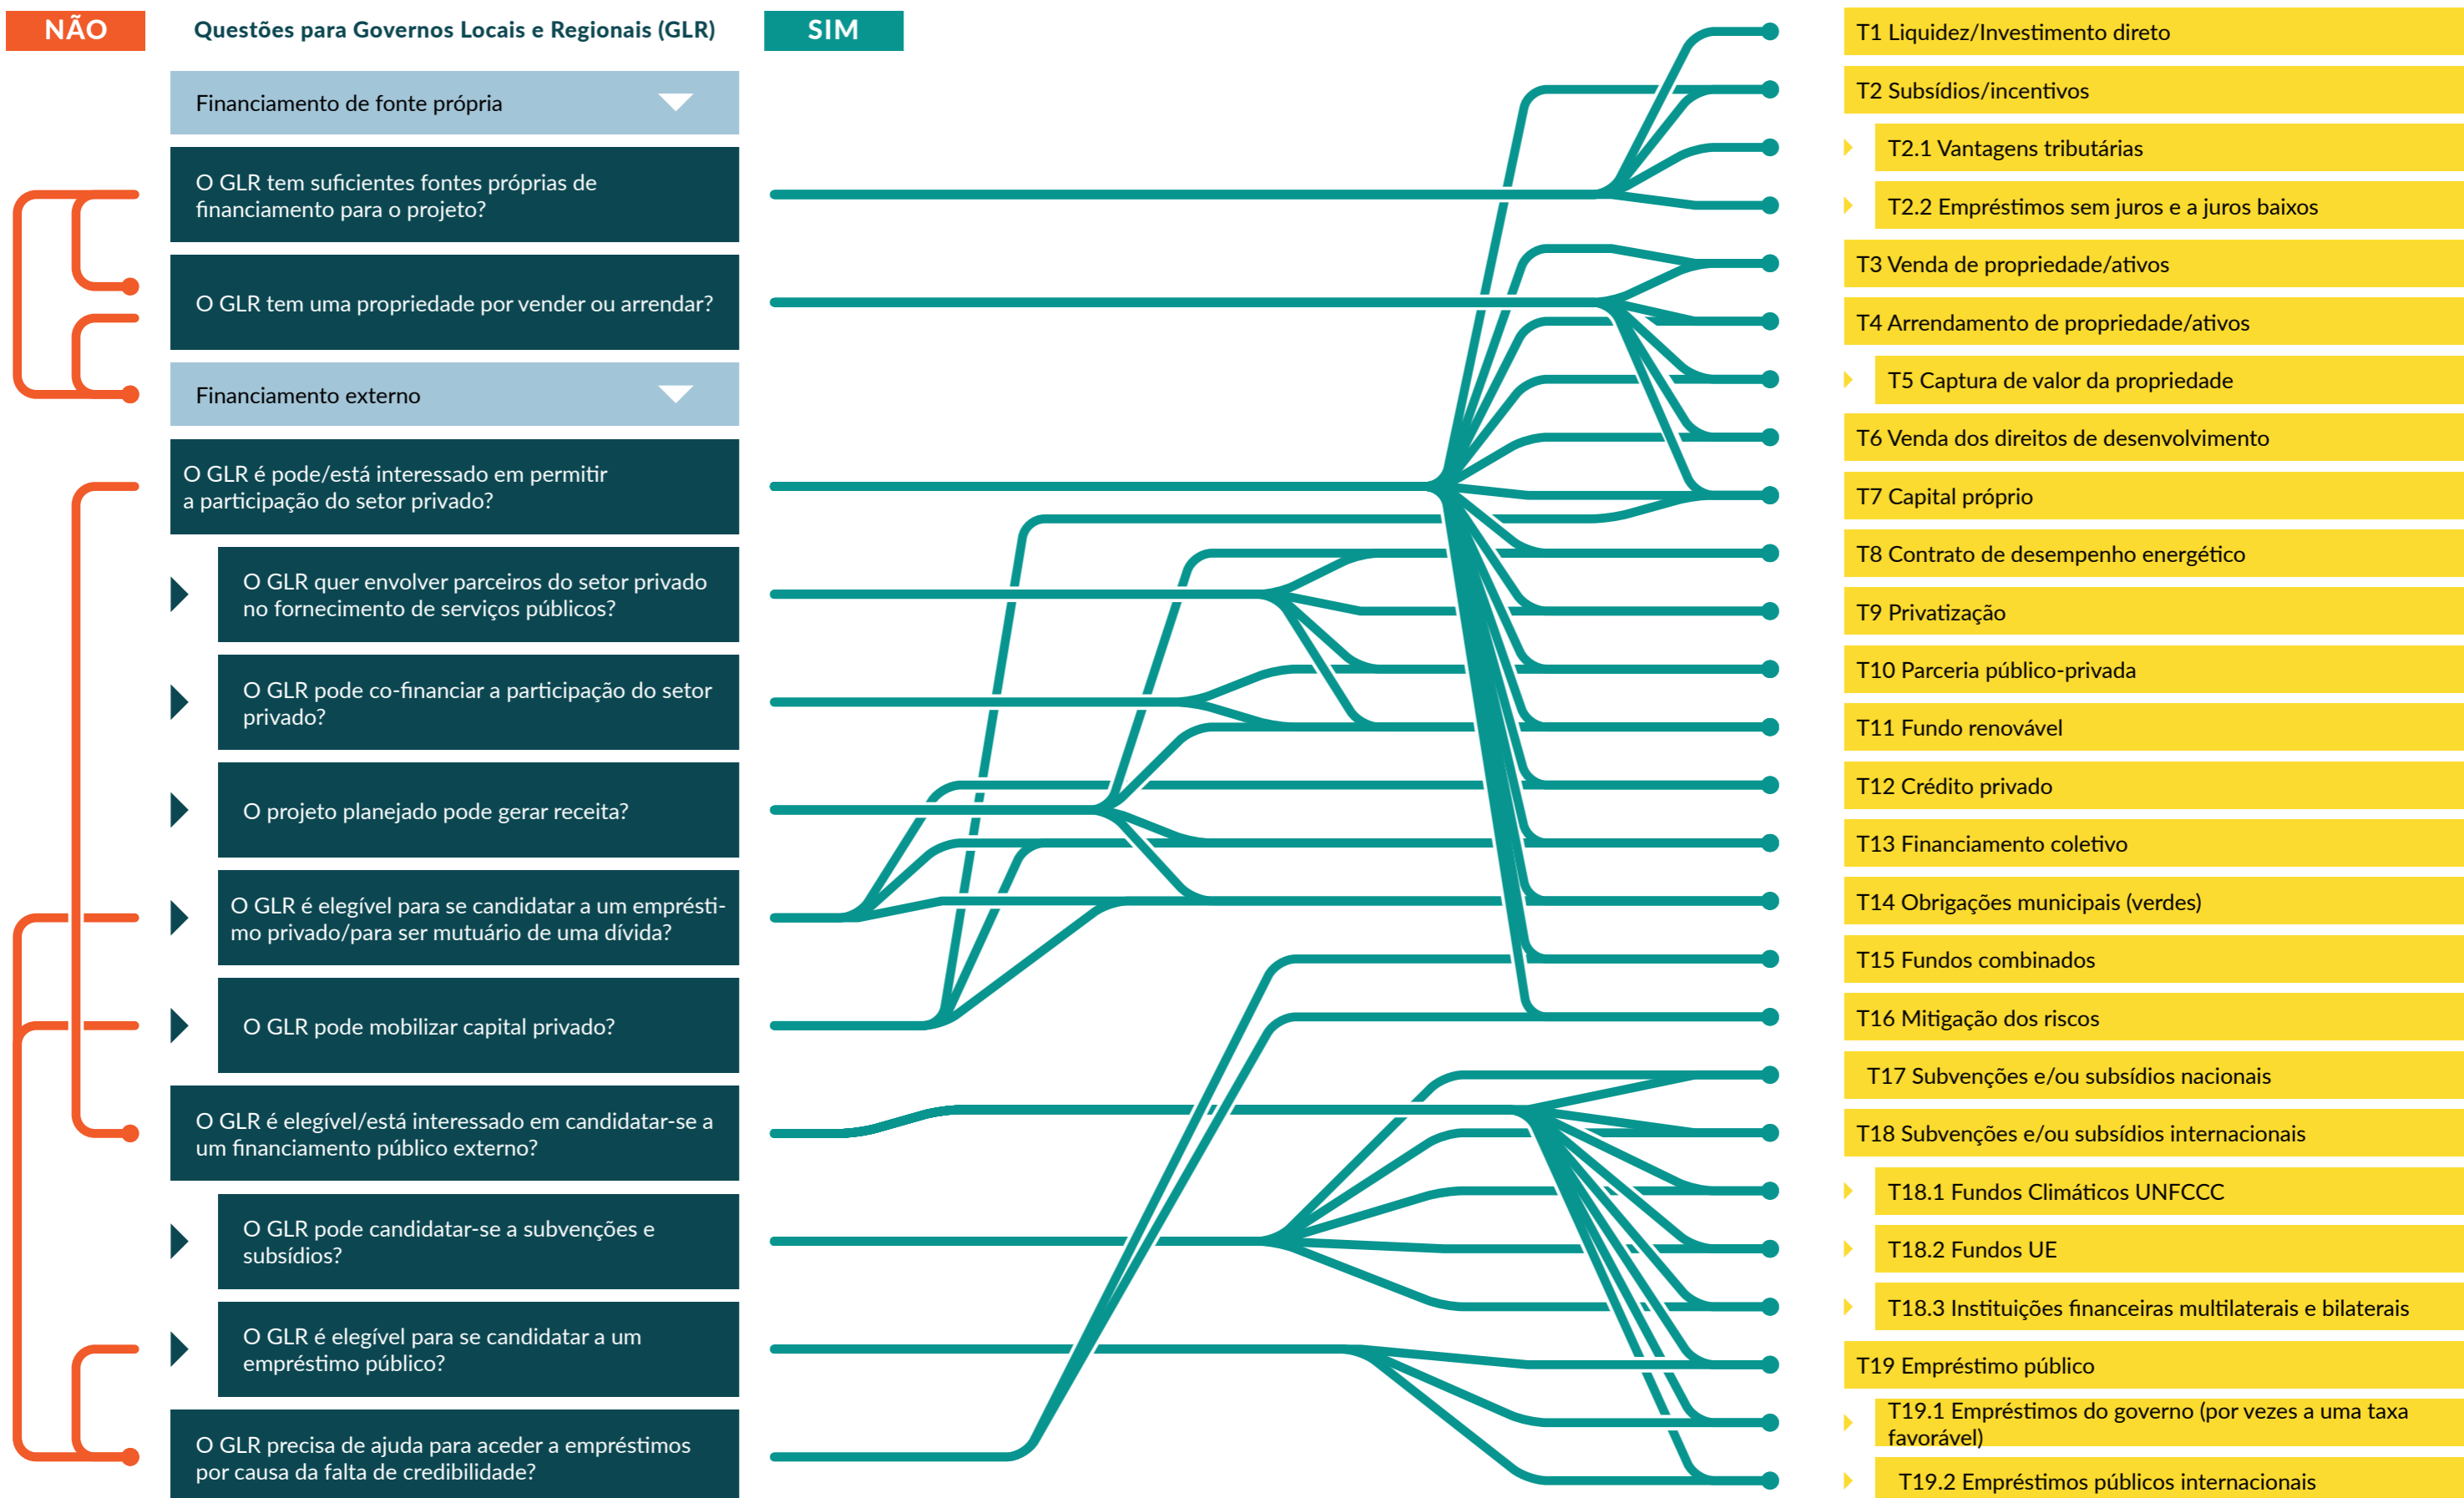 NÃO
Questões para Governos Locais e Regionais (GLR)
SIM
Financiamento de fonte própria
O GLR tem suficientes fontes próprias de
financiamento para o projeto?
O GLR tem uma propriedade por vender ou arrendar?
Financiamento externo
O GLR é pode/está interessado em permitir
a participação do setor privado?
O GLR quer envolver parceiros do setor privado
no fornecimento de serviços públicos?
O GLR pode co-financiar a participação do setor
privado?
O projeto planejado pode gerar receita?
O GLR é elegível para se candidatar a um emprésti-
mo privado/para ser mutuário de uma dívida?
O GLR pode mobilizar capital privado?
O GLR é elegível/está interessado em candidatar-se a
um financiamento público externo?
O GLR pode candidatar-se a subvenções e
subsídios?
O GLR é elegível para se candidatar a um
empréstimo público?
O GLR precisa de ajuda para aceder a empréstimos
por causa da falta de credibilidade?
T1 Liquidez/Investimento direto
T2 Subsídios/incentivos
T2.1 Vantagens tributárias
T2.2 Empréstimos sem juros e a juros baixos
T3 Venda de propriedade/ativos
T4 Arrendamento de propriedade/ativos
T5 Captura de valor da propriedade
T6 Venda dos direitos de desenvolvimento
T7 Capital próprio
T8 Contrato de desempenho energético
T9 Privatização
T10 Parceria público-privada
T11 Fundo renovável
T12 Crédito privado
T13 Financiamento coletivo
T14 Obrigações municipais (verdes)
T15 Fundos combinados
T16 Mitigação dos riscos
T17 Subvenções e/ou subsídios nacionais
T18 Subvenções e/ou subsídios internacionais
T18.1 Fundos Climáticos UNFCCC
T18.2 Fundos UE
T18.3 Instituições financeiras multilaterais e bilaterais
T19 Empréstimo público
T19.1 Empréstimos do governo (por vezes a uma taxa
favorável)
T19.2 Empréstimos públicos internacionais